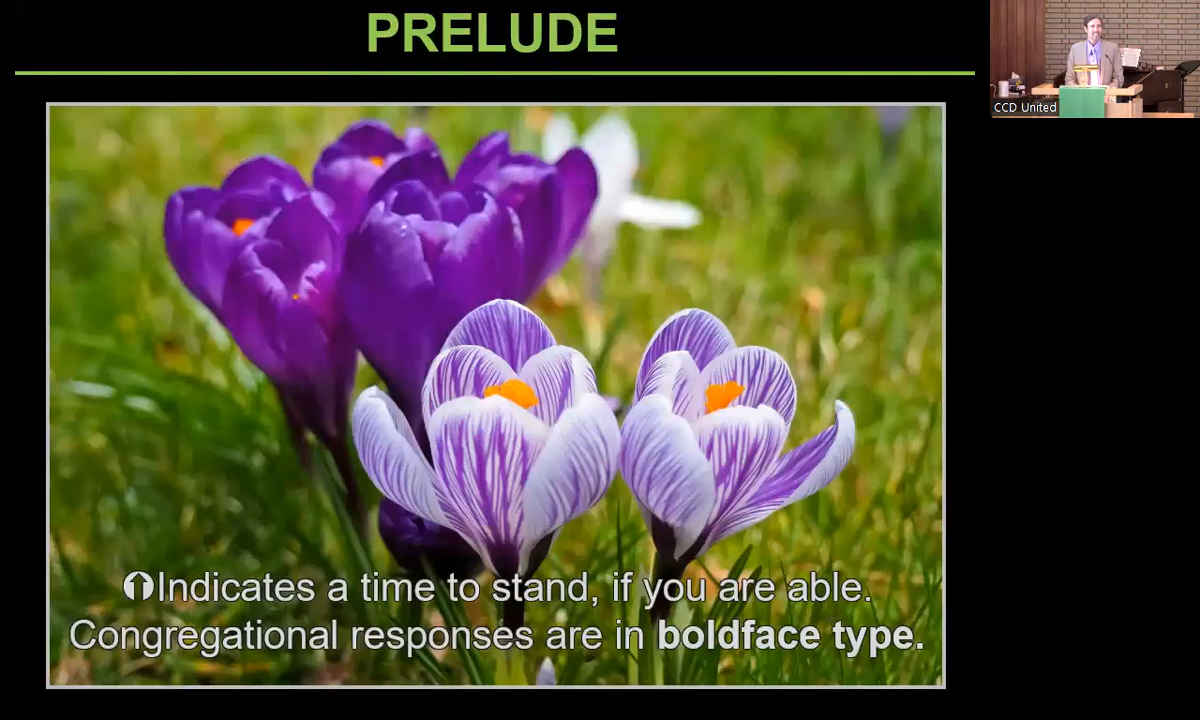 PRELUDE
CCD United
⬆Indicates a time to stand, if you are able.
Congregational responses are in boldface type.